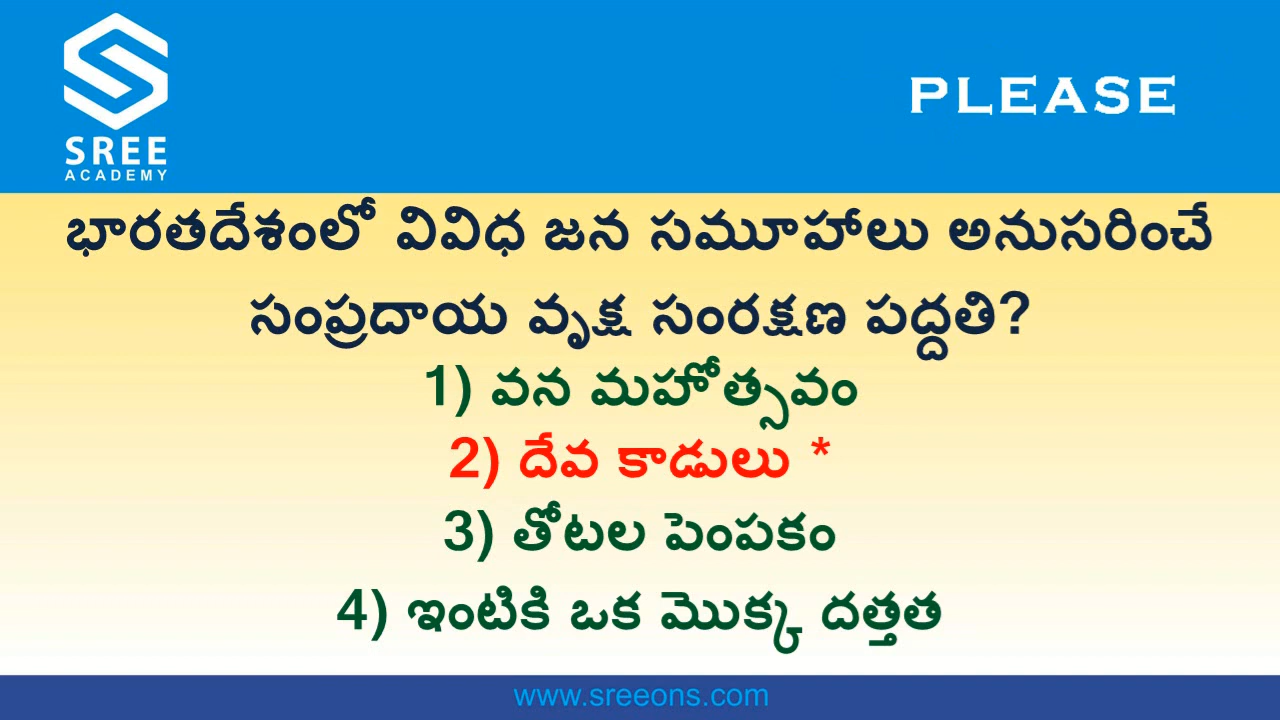 SREE
ACADEMY
PLEASE
భారతదేశంలో వివిధ జన సమూహాలు అనుసరించే
సంప్రదాయ వృక్ష సంరక్షణ పద్దతి?
1) వన మహోత్సవం
2) దేవ కాడులు *
3) తోటల పెంపకం
4) ఇంటికి ఒక మొక్క దత్తత
www.sreeons.com